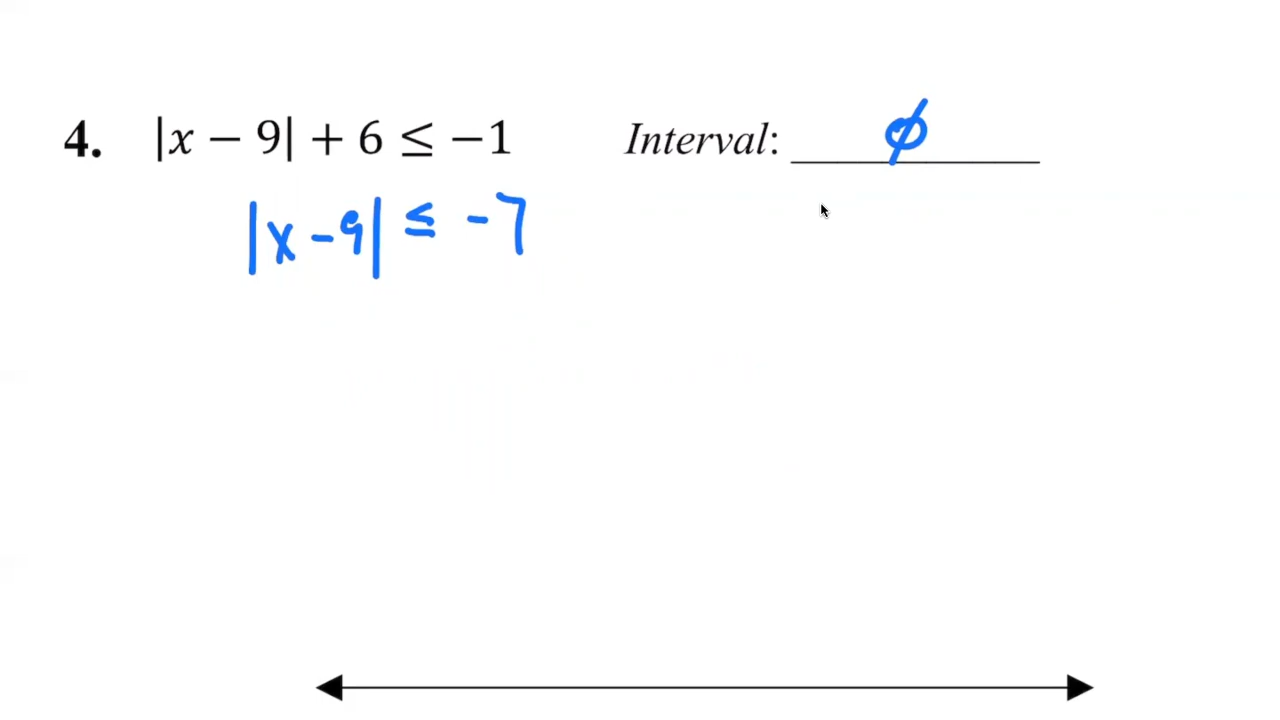 4. |x − 9| + 6 ≤ −1 Interval: ϕ
|x - 9| ≤ -7